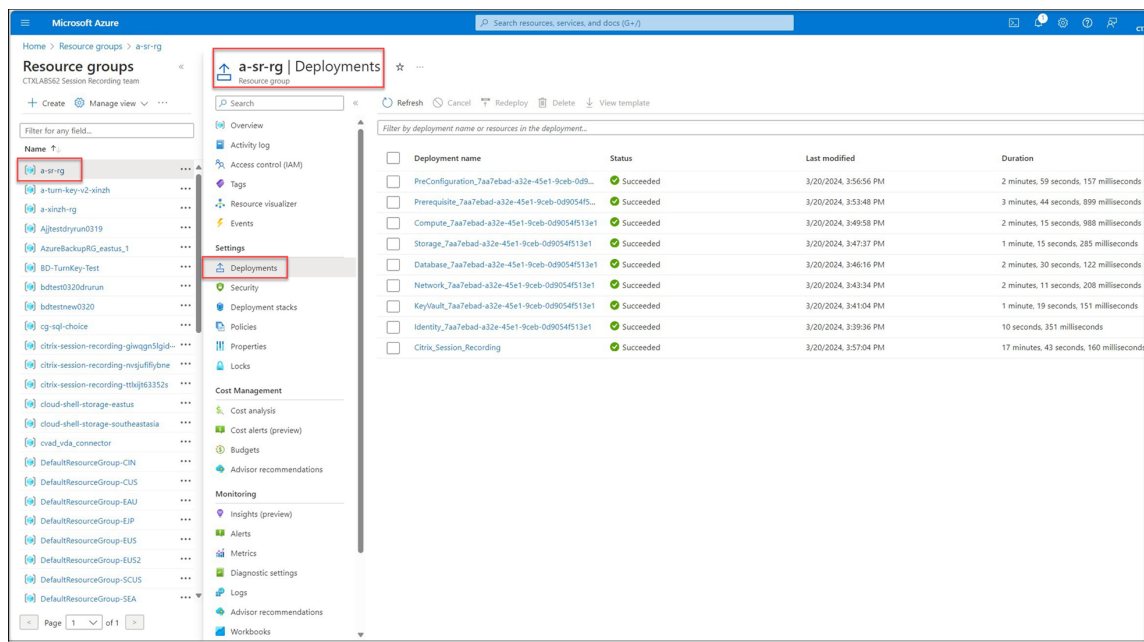 Microsoft Azure
Search resources, services, and docs (G+/)
1
Home > Resource groups > a-sr-rg
Resource groups
CTXLABS62 Session Recording team
Create
Manage view
Filter for any field...
Name ↑
a-sr-rg
a-turn-key-v2-xinzh
a-xinzh-rg
Ajjtestdryrun0319
AzureBackupRG_eastus_1
BD-TurnKey-Test
bdtest0320drurun
bdtestnew0320
cg-sql-choice
citrix-session-recording-giwqgn5lgid...
citrix-session-recording-nvsjufifiybne
citrix-session-recording-ttlxijt63352s
cloud-shell-storage-eastus
cloud-shell-storage-southeastasia
cvad_vda_connector
DefaultResourceGroup-CIN
DefaultResourceGroup-CUS
DefaultResourceGroup-EAU
DefaultResourceGroup-EJP
DefaultResourceGroup-EUS
DefaultResourceGroup-EUS2
DefaultResourceGroup-SCUS
DefaultResourceGroup-SEA
< Page 1 of 1 >
a-sr-rg | Deployments
Resource group
Search
Overview
Activity log
Access control (IAM)
Tags
Resource visualizer
Events
Settings
Deployments
Security
Deployment stacks
Policies
Properties
Locks
Cost Management
Cost analysis
Cost alerts (preview)
Budgets
Advisor recommendations
Monitoring
Insights (preview)
Alerts
Metrics
Diagnostic settings
Logs
Advisor recommendations
Workbooks
Refresh Cancel Redeploy Delete View template
Filter by deployment name or resources in the deployment...
Deployment name Status Last modified Duration
PreConfiguration_7aa7ebad-a32e-45e1-9ceb-0d9... Succeeded 3/20/2024, 3:56:56 PM 2 minutes, 59 seconds, 157 milliseconds
Prerequisite_7aa7ebad-a32e-45e1-9ceb-0d9054f5... Succeeded 3/20/2024, 3:53:48 PM 3 minutes, 44 seconds, 899 milliseconds
Compute_7aa7ebad-a32e-45e1-9ceb-0d9054f513e1 Succeeded 3/20/2024, 3:49:58 PM 2 minutes, 15 seconds, 988 milliseconds
Storage_7aa7ebad-a32e-45e1-9ceb-0d9054f513e1 Succeeded 3/20/2024, 3:47:37 PM 1 minute, 15 seconds, 285 milliseconds
Database_7aa7ebad-a32e-45e1-9ceb-0d9054f513e1 Succeeded 3/20/2024, 3:46:16 PM 2 minutes, 30 seconds, 122 milliseconds
Network_7aa7ebad-a32e-45e1-9ceb-0d9054f513e1 Succeeded 3/20/2024, 3:43:34 PM 2 minutes, 11 seconds, 208 milliseconds
KeyVault_7aa7ebad-a32e-45e1-9ceb-0d9054f513e1 Succeeded 3/20/2024, 3:41:04 PM 1 minute, 19 seconds, 151 milliseconds
Identity_7aa7ebad-a32e-45e1-9ceb-0d9054f513e1 Succeeded 3/20/2024, 3:39:36 PM 10 seconds, 351 milliseconds
Citrix_Session_Recording Succeeded 3/20/2024, 3:57:04 PM 17 minutes, 43 seconds, 160 milliseconds